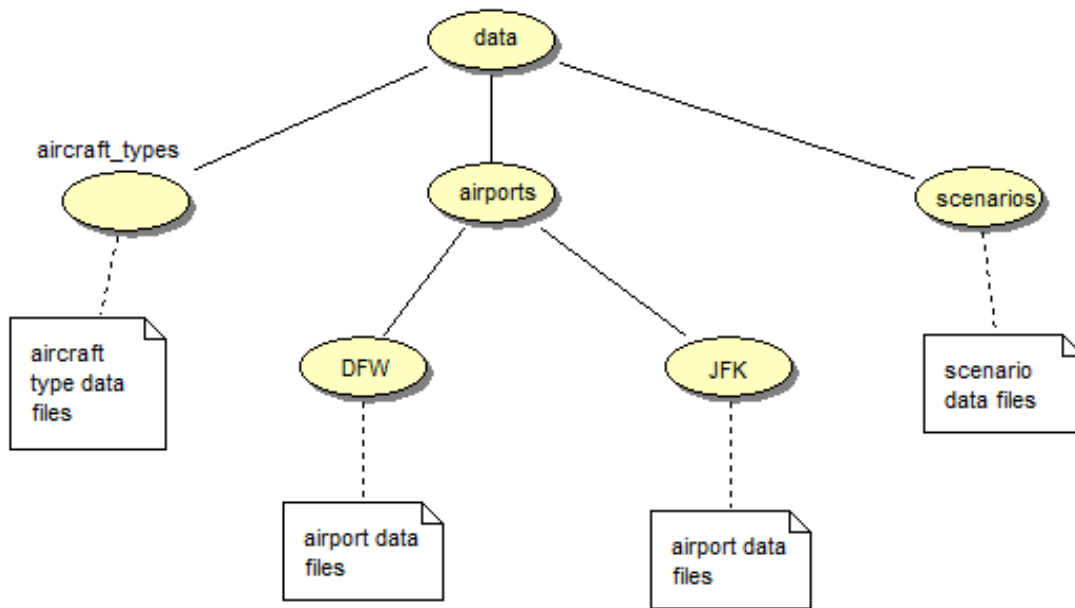 data
aircraft_types
airports
scenarios
aircraft
type data
files
DFW
JFK
scenario
data files
airport data
files
airport data
files